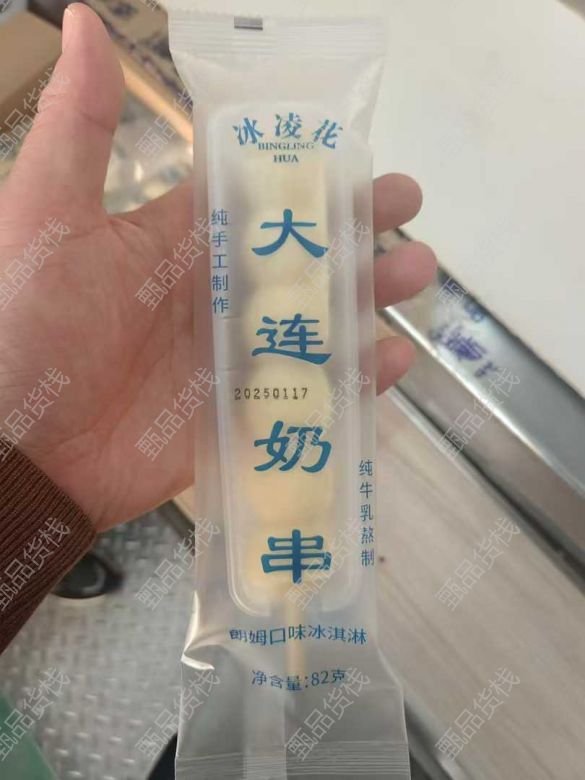 冰凌花
BINGLING
HUA
纯手工制作
大连奶串
20250117
纯牛乳熬制
朗姆口味冰淇淋
净含量:82克
甄品货栈